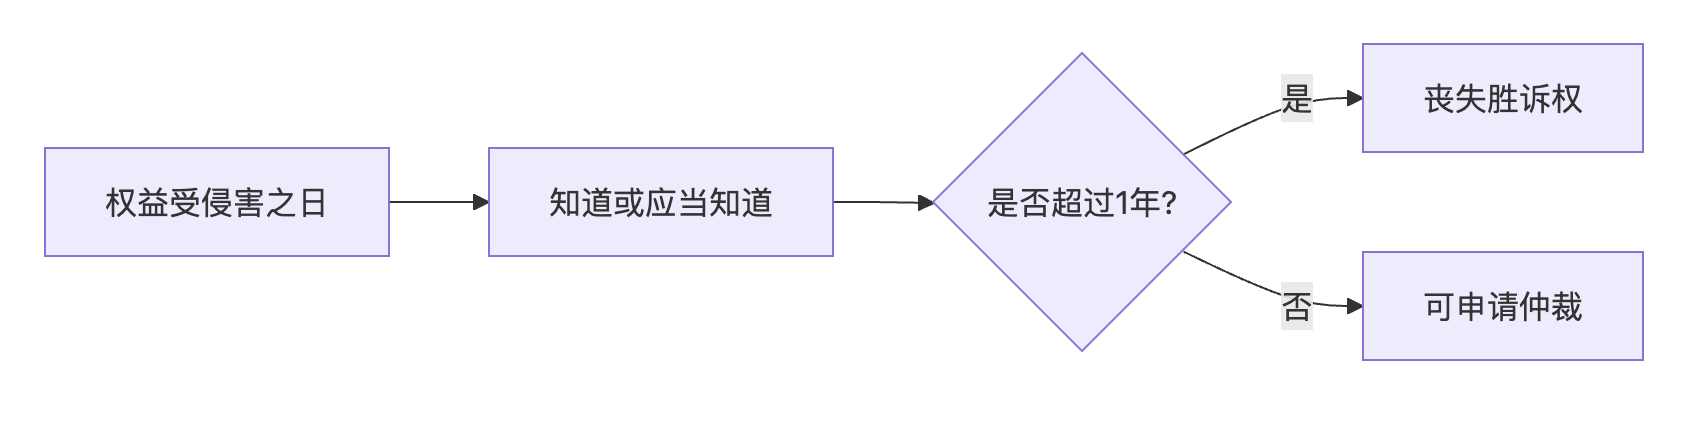 权益受侵害之日
知道或应当知道
是否超过1年?
是
丧失胜诉权
否
可申请仲裁